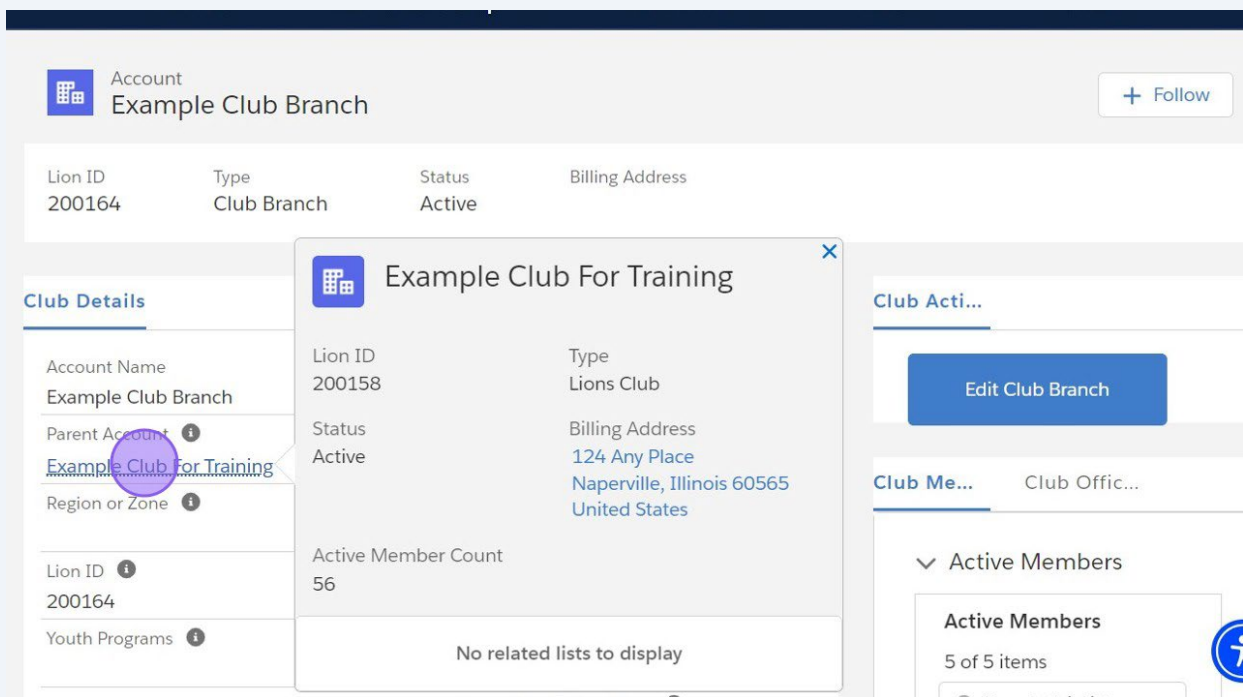 Account
Example Club Branch
+ Follow
Lion ID
200164
Type
Club Branch
Status
Active
Billing Address
Club Details
Account Name
Example Club Branch
Parent Account
Example Club For Training
Region or Zone
Lion ID
200164
Youth Programs
Example Club For Training
Lion ID
200158
Type
Lions Club
Status
Active
Billing Address
124 Any Place
Naperville, Illinois 60565
United States
Active Member Count
56
No related lists to display
Club Acti...
Edit Club Branch
Club Me...
Club Offic...
Active Members
Active Members
5 of 5 items